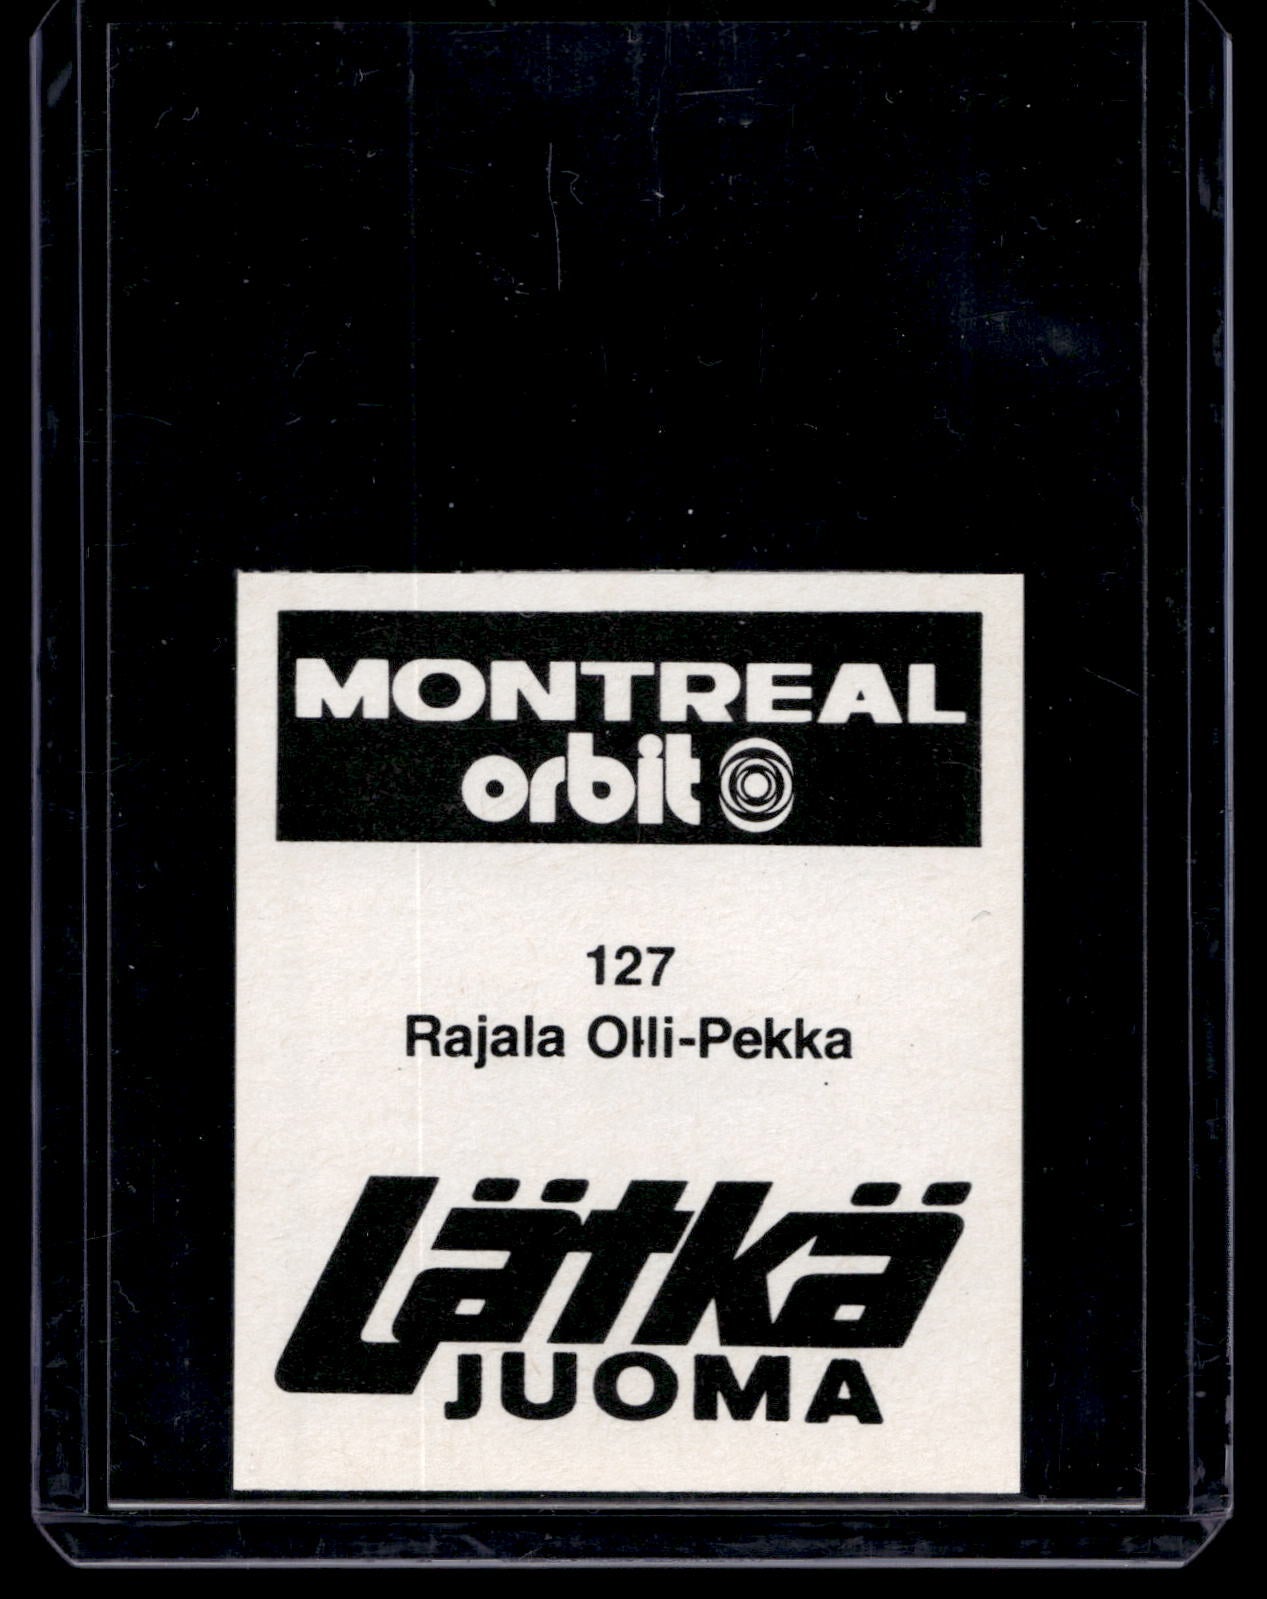 MONTREAL
orbit
127
Rajala Olli-Pekka
Lätkä
JUOMA